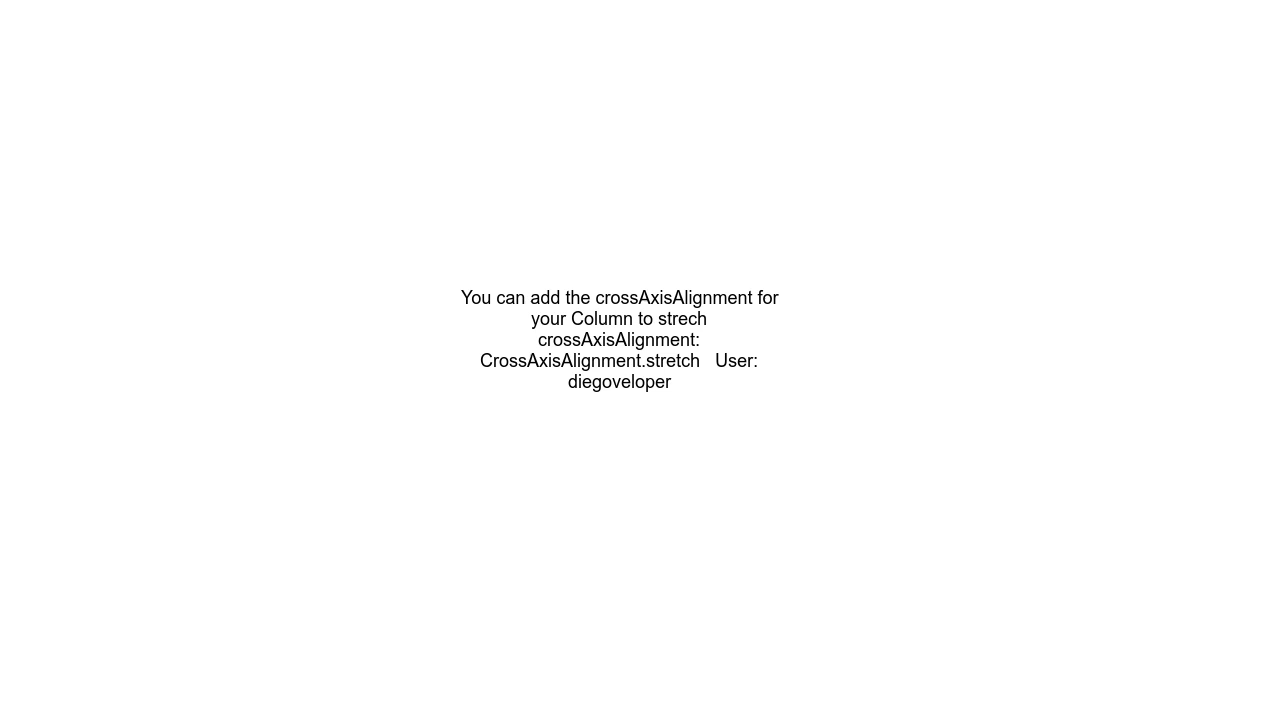 You can add the crossAxisAlignment for
your Column to strech
crossAxisAlignment:
CrossAxisAlignment.stretch   User:
diegoveloper